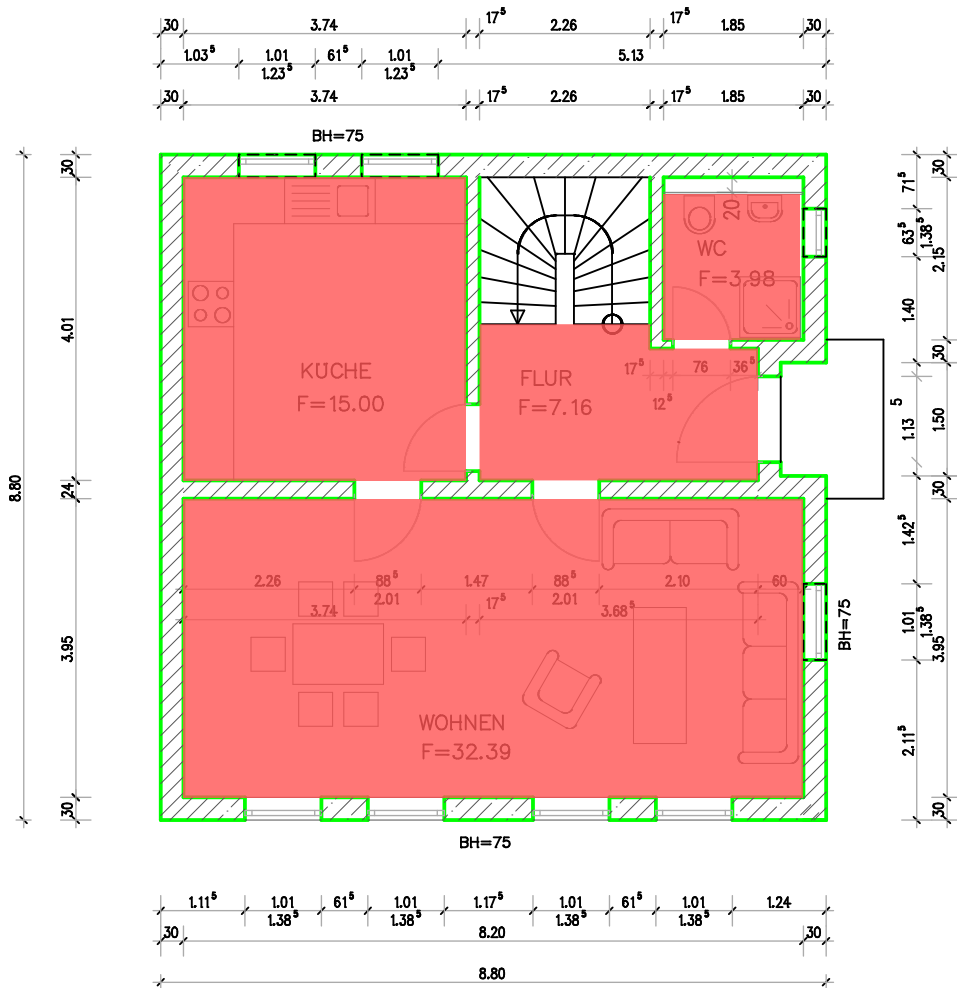 30 3.74 17⁵ 2.26 17⁵ 1.85 30
1.03⁵ 1.01 61⁵ 1.01 5.13
1.23⁵ 1.23⁵
30 3.74 17⁵ 2.26 17⁵ 1.85 30
BH=75
8.80
30
4.01
24
3.95
30
71⁵
63⁵
1.38⁵
1.40
1.13
5
1.42⁵
1.01
1.38⁵
2.11⁵
30
2.15
30
1.50
30
3.95
30
20
WC
F=3.98
KÜCHE
F=15.00
FLUR
F=7.16
17⁵ 76 36⁵
12⁵
2.26 88⁵ 1.47 88⁵ 2.10 60
2.01 2.01
3.74 17⁵ 3.68⁵
BH=75
WOHNEN
F=32.39
BH=75
1.11⁵ 1.01 61⁵ 1.01 1.17⁵ 1.01 61⁵ 1.01 1.24
1.38⁵ 1.38⁵ 1.38⁵ 1.38⁵
30 8.20 30
8.80